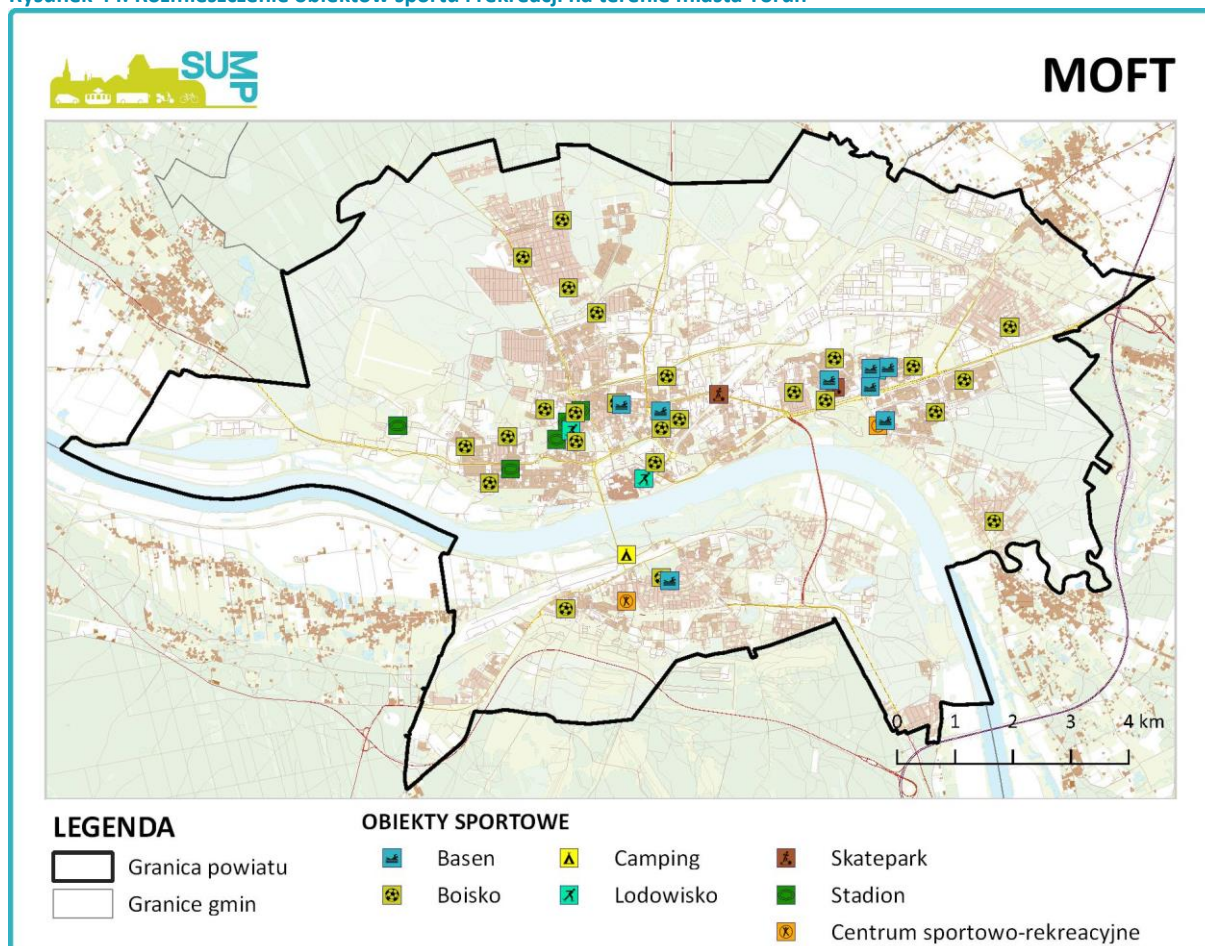 SUMP
MOFT
0 1 2 3 4 km
LEGENDA
Granica powiatu
Granice gmin
OBIEKTY SPORTOWE
Basen
Camping
Skatepark
Boisko
Lodowisko
Stadion
Centrum sportowo-rekreacyjne